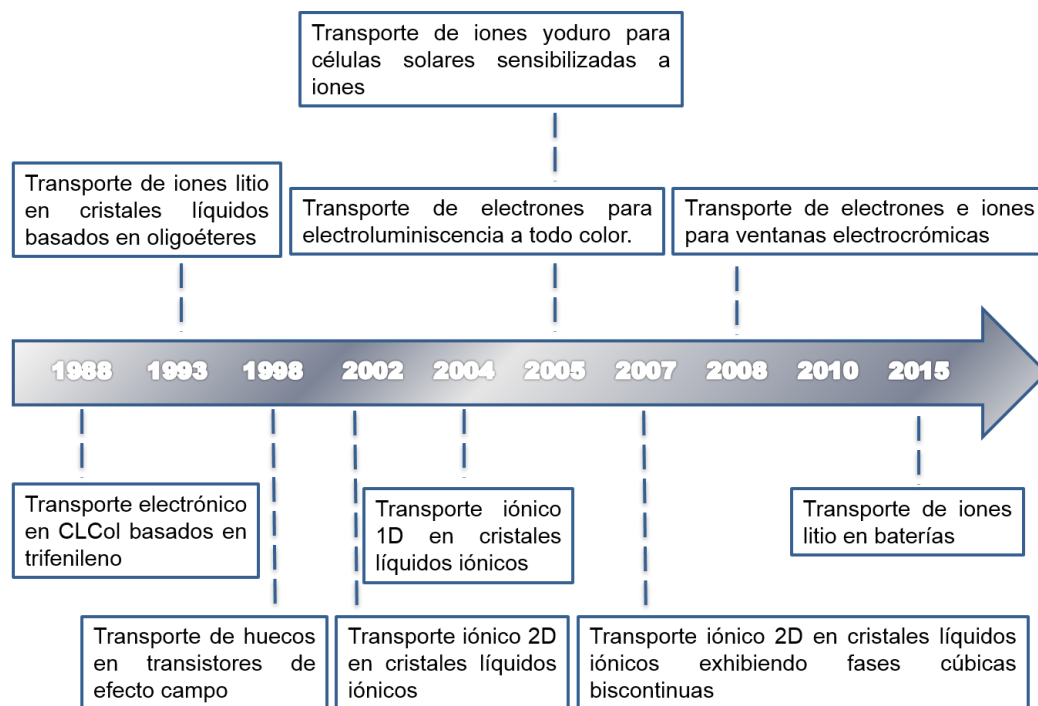 Transporte de iones yoduro para
células solares sensibilizadas a
iones
Transporte de iones litio
en cristales líquidos
basados en oligoéteres
Transporte de electrones para
electroluminiscencia a todo color.
Transporte de electrones e iones
para ventanas electrocrómicas
1988 1993 1998 2002 2004 2005 2007 2008 2010 2015
Transporte electrónico
en CLCol basados en
trifenileno
Transporte iónico
1D en cristales
líquidos iónicos
Transporte de iones
litio en baterías
Transporte de huecos
en transistores de
efecto campo
Transporte iónico 2D
en cristales líquidos
iónicos
Transporte iónico 2D en cristales líquidos
iónicos exhibiendo fases cúbicas
biscontinuas